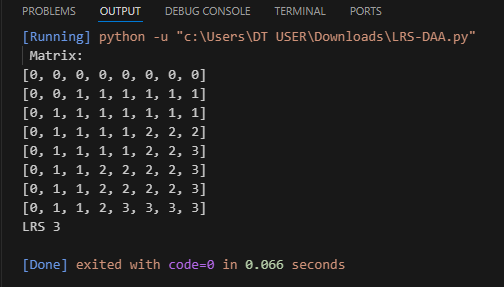 PROBLEMS OUTPUT DEBUG CONSOLE TERMINAL PORTS
[Running] python -u "c:\Users\DT USER\Downloads\LRS-DAA.py"
Matrix:
[0, 0, 0, 0, 0, 0, 0, 0]
[0, 0, 1, 1, 1, 1, 1, 1]
[0, 1, 1, 1, 1, 1, 1, 1]
[0, 1, 1, 1, 1, 2, 2, 2]
[0, 1, 1, 1, 1, 2, 2, 3]
[0, 1, 1, 2, 2, 2, 2, 3]
[0, 1, 1, 2, 2, 2, 2, 3]
[0, 1, 1, 2, 3, 3, 3, 3]
LRS 3
[Done] exited with code=0 in 0.066 seconds